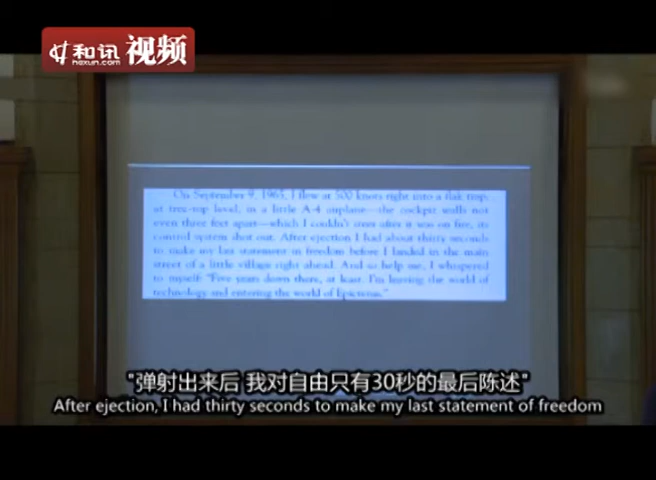 和讯 视频
hexun.com
On September 9, 1965, I flew at 500 knots right into a flak trap,
at tree-top level, in a little A-4 airplane—the cockpit walls not
even three feet apart—which I couldn't steer after it was on fire, its
control system shot out. After ejection I had about thirty seconds
to make my last statement in freedom before I landed in the main
street of a little village right ahead. And so help me, I whispered
to myself: "Five years down there, at least. I'm leaving the world of
technology and entering the world of Epictetus."
"弹射出来后 我对自由只有30秒的最后陈述"
After ejection, I had thirty seconds to make my last statement of freedom